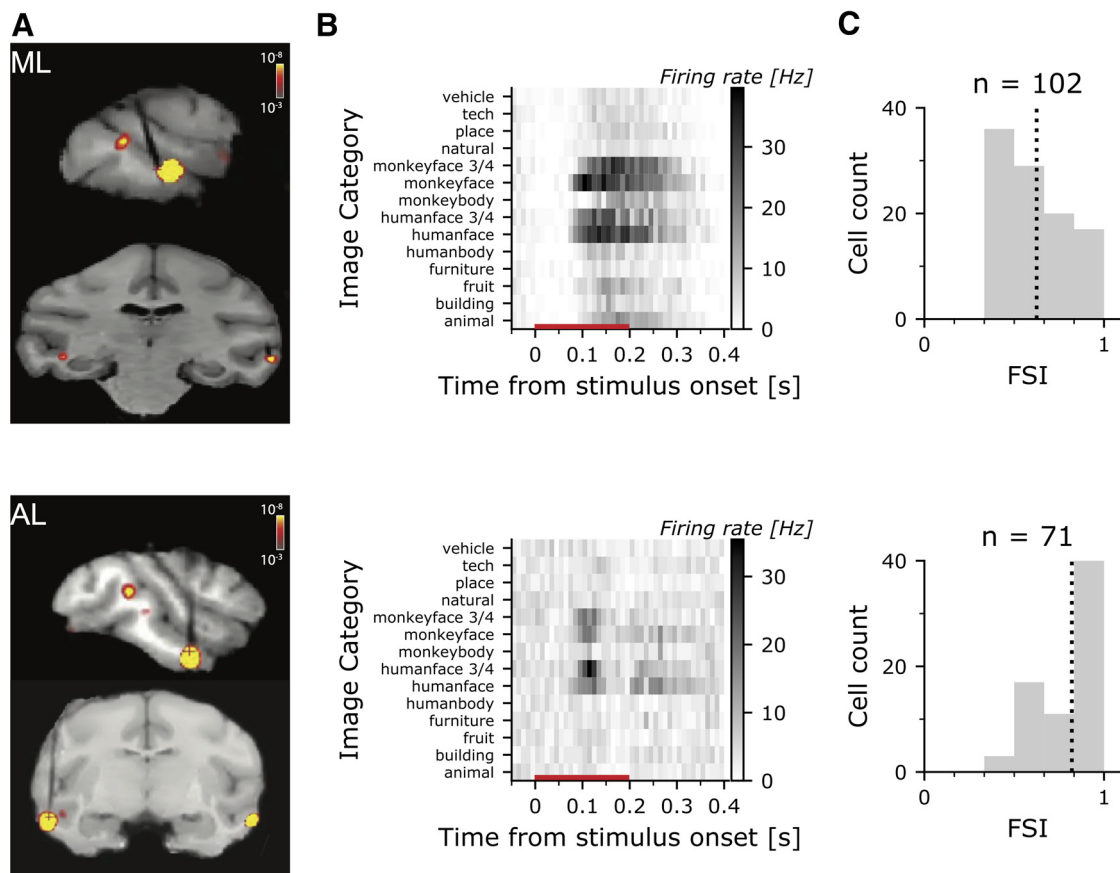 A
ML
10-8
10-3
B
Firing rate [Hz]
Image Category
vehicle
tech
place
natural
monkeyface 3/4
monkeyface
monkeybody
humanface 3/4
humanface
humanbody
furniture
fruit
building
animal
30
20
10
0
0 0.1 0.2 0.3 0.4
Time from stimulus onset [s]
C
n = 102
Cell count
40
20
0
0 1
FSI
AL
10-8
10-3
Firing rate [Hz]
Image Category
vehicle
tech
place
natural
monkeyface 3/4
monkeyface
monkeybody
humanface 3/4
humanface
humanbody
furniture
fruit
building
animal
30
20
10
0
0 0.1 0.2 0.3 0.4
Time from stimulus onset [s]
n = 71
Cell count
40
20
0
0 1
FSI